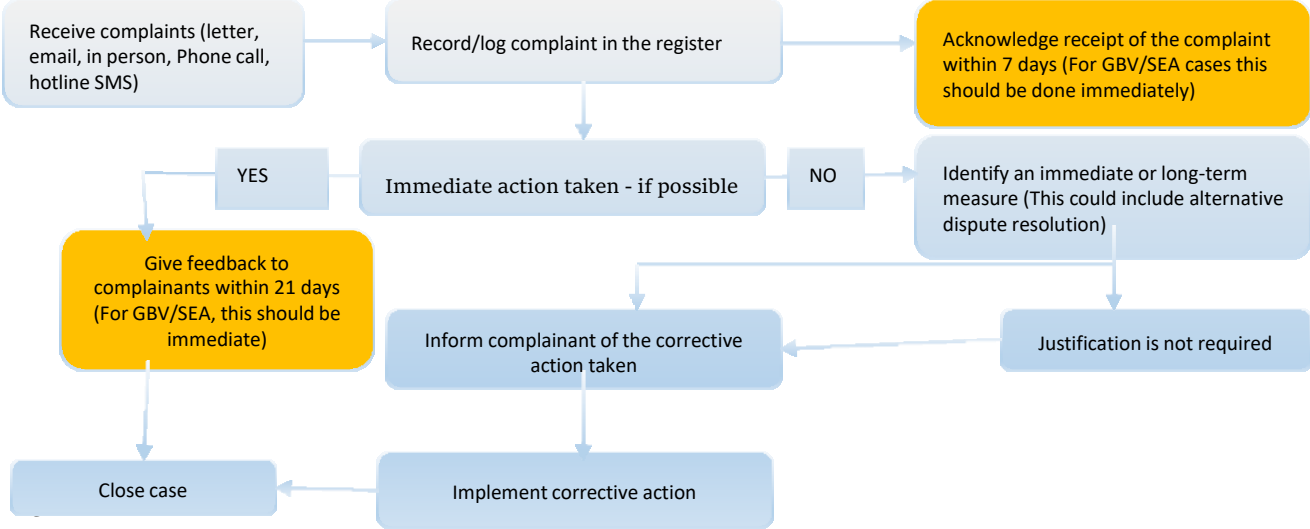 Receive complaints (letter,
email, in person, Phone call,
hotline SMS)
Record/log complaint in the register
Acknowledge receipt of the complaint
within 7 days (For GBV/SEA cases this
should be done immediately)
YES
Immediate action taken - if possible
NO
Identify an immediate or long-term
measure (This could include alternative
dispute resolution)
Give feedback to
complainants within 21 days
(For GBV/SEA, this should be
immediate)
Inform complainant of the corrective
action taken
Justification is not required
Close case
Implement corrective action